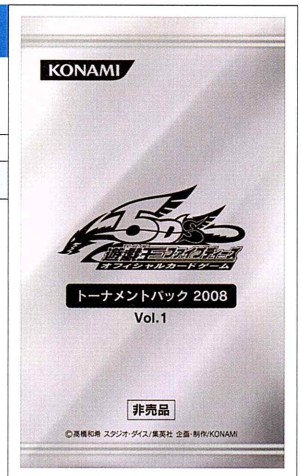 KONAMI
5D's
遊戯王ファイブディーズ
オフィシャルカードゲーム
トーナメントパック 2008
Vol.1
非売品
©高橋和希 スタジオ・ダイス/集英社 企画・制作/KONAMI